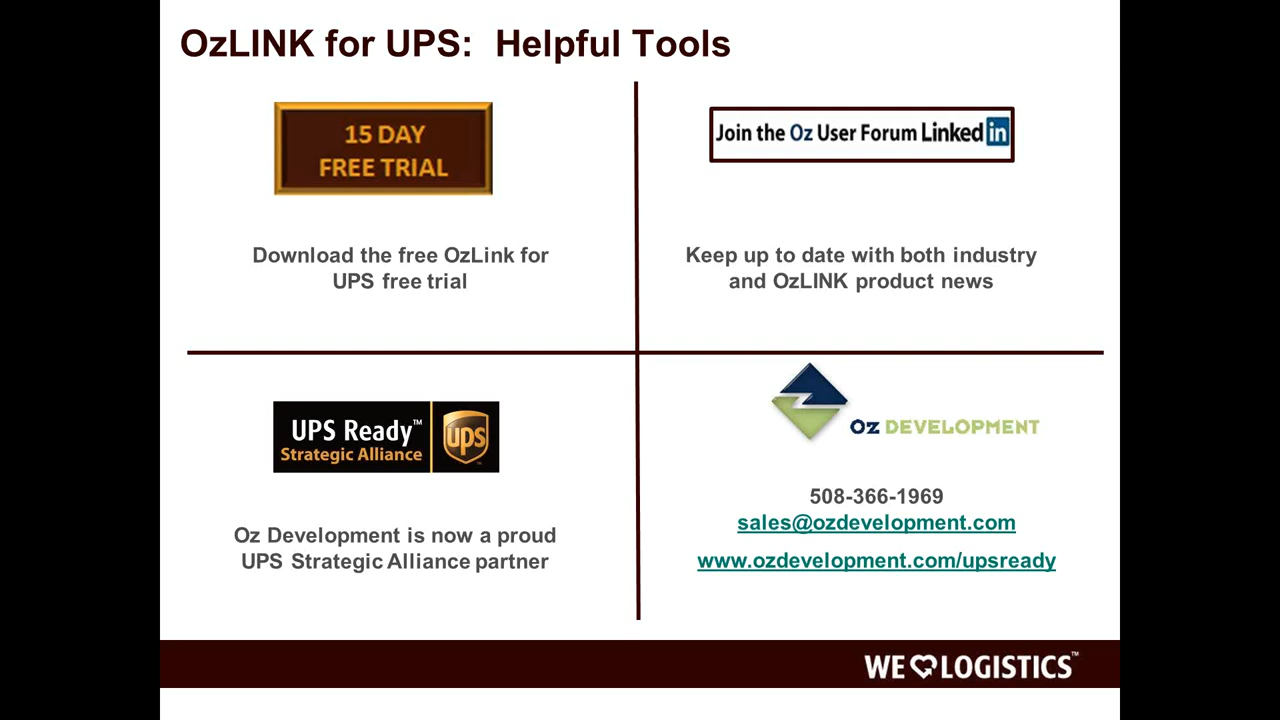 OzLINK for UPS: Helpful Tools
15 DAY
FREE TRIAL
Download the free OzLink for
UPS free trial
Join the Oz User Forum Linked in
Keep up to date with both industry
and OzLINK product news
UPS Ready™
Strategic Alliance
ups
Oz Development is now a proud
UPS Strategic Alliance partner
Oz DEVELOPMENT
508-366-1969
sales@ozdevelopment.com
www.ozdevelopment.com/upsready
WE LOGISTICS™